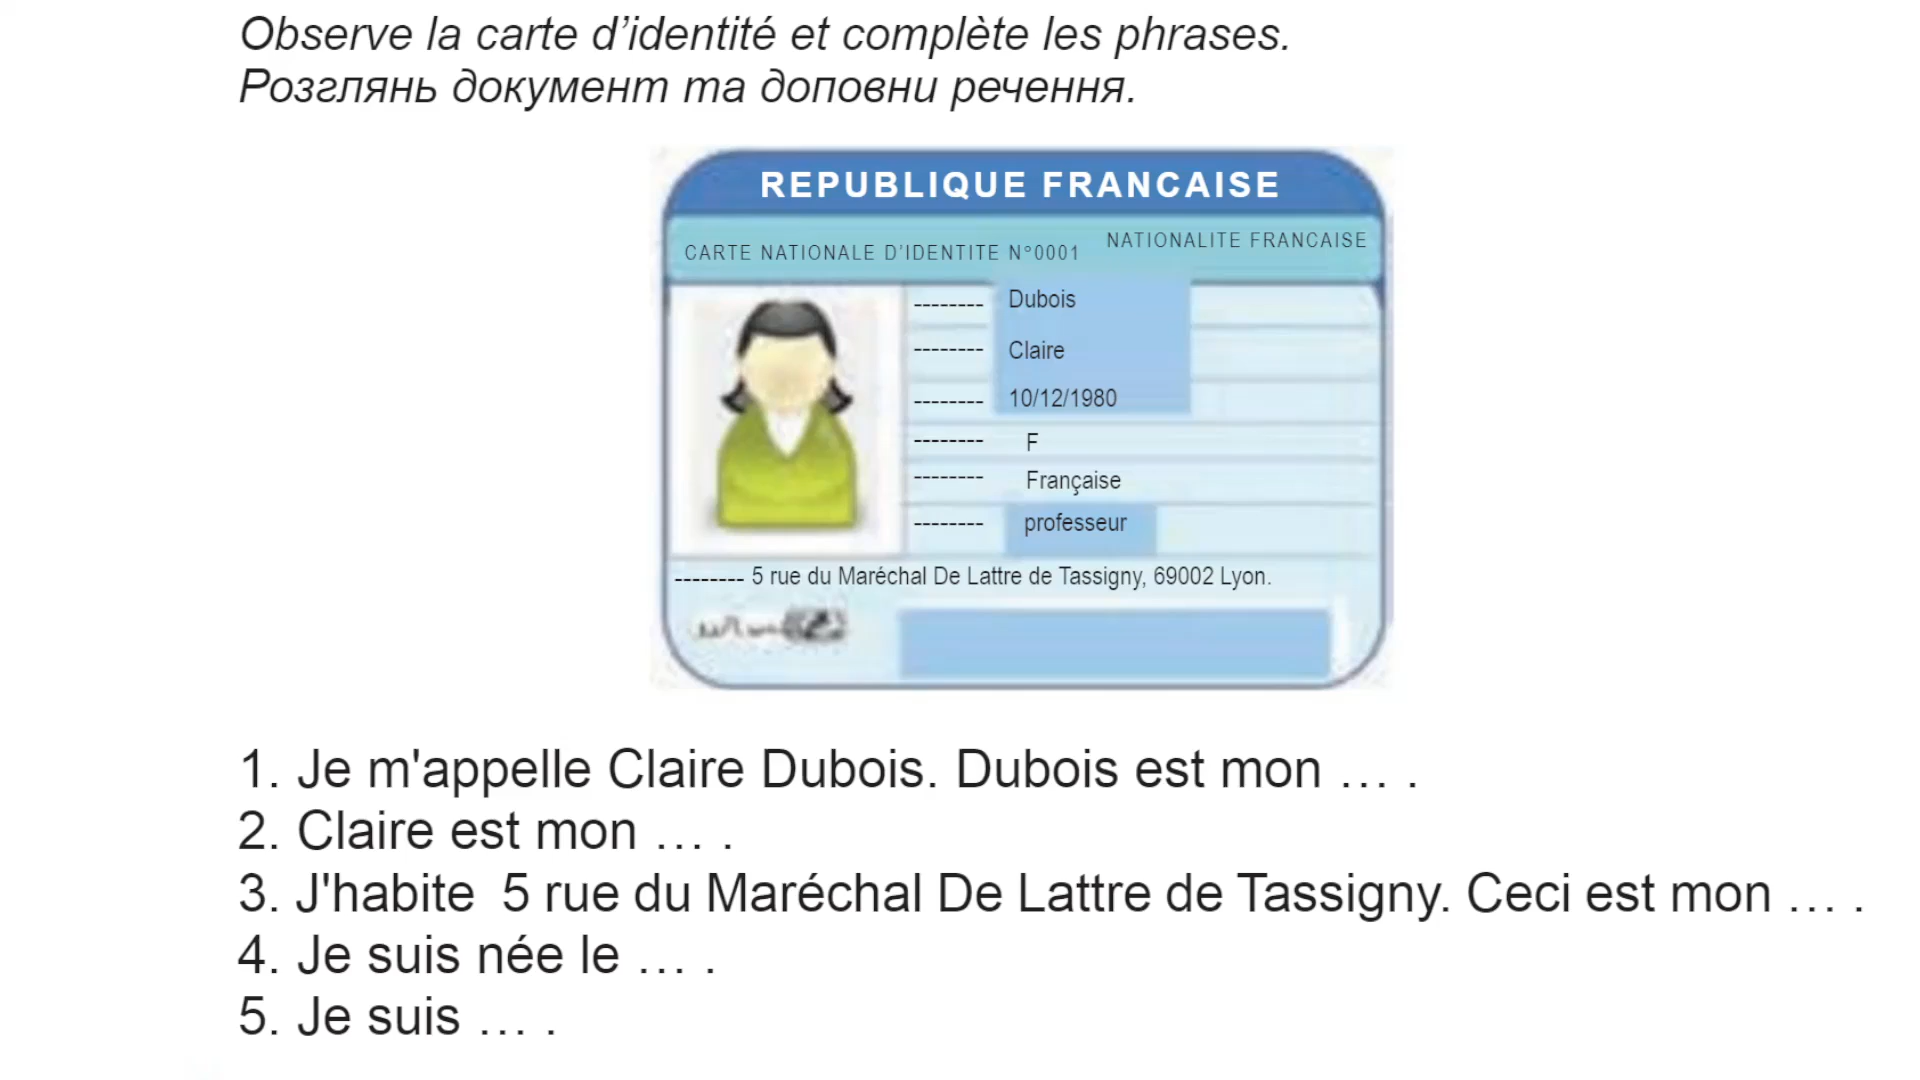 Observe la carte d’identité et complète les phrases.
Розглянь документ та доповни речення.
REPUBLIQUE FRANCAISE
CARTE NATIONALE D'IDENTITE N°0001 NATIONALITE FRANCAISE
-------- Dubois
-------- Claire
-------- 10/12/1980
-------- F
-------- Française
-------- professeur
-------- 5 rue du Maréchal De Lattre de Tassigny, 69002 Lyon.
1. Je m'appelle Claire Dubois. Dubois est mon … .
2. Claire est mon … .
3. J'habite 5 rue du Maréchal De Lattre de Tassigny. Ceci est mon … .
4. Je suis née le … .
5. Je suis … .